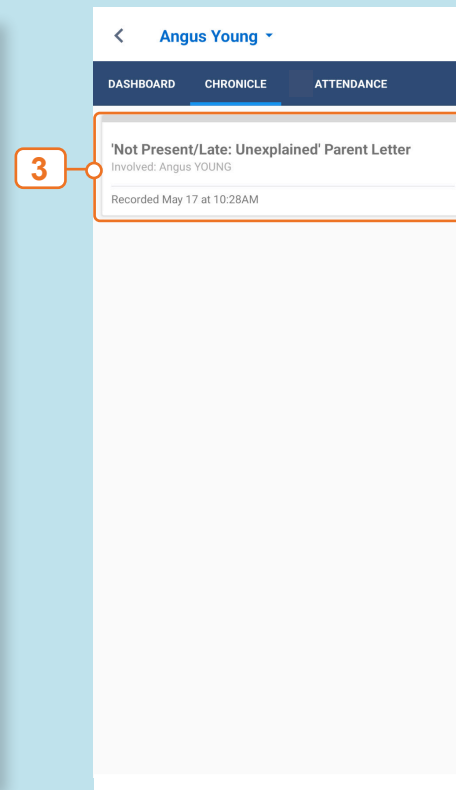 Angus Young
DASHBOARD CHRONICLE ATTENDANCE
'Not Present/Late: Unexplained' Parent Letter
Involved: Angus YOUNG
3
Recorded May 17 at 10:28AM